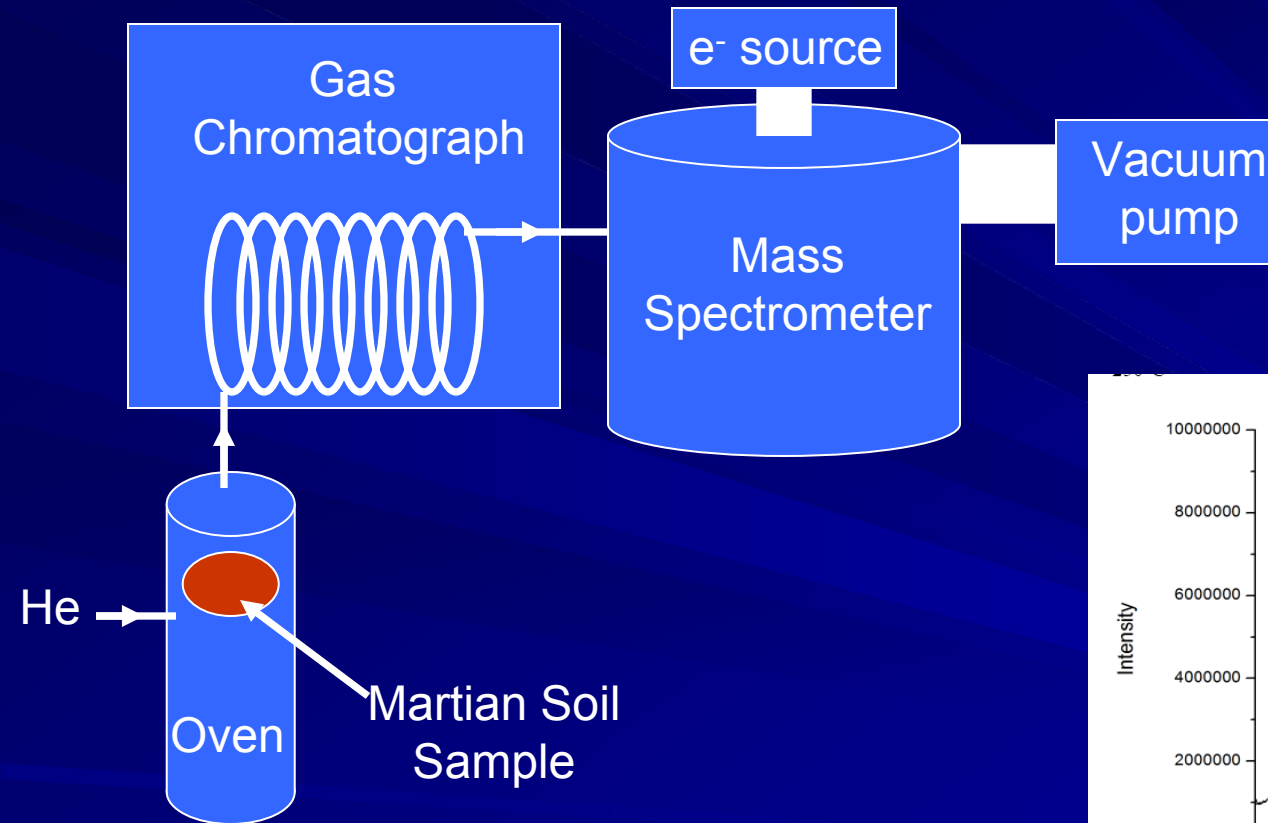 Gas
Chromatograph
e⁻ source
Vacuum
pump
Mass
Spectrometer
He
Oven
Martian Soil
Sample
10000000
8000000
6000000
4000000
2000000
Intensity